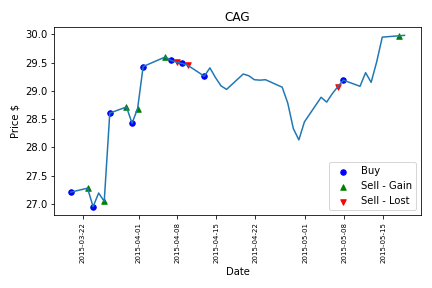 CAG
Price $
30.0
29.5
29.0
28.5
28.0
27.5
27.0
Buy
Sell - Gain
Sell - Lost
2015-03-22
2015-04-01
2015-04-08
2015-04-15
2015-04-22
2015-05-01
2015-05-08
2015-05-15
Date